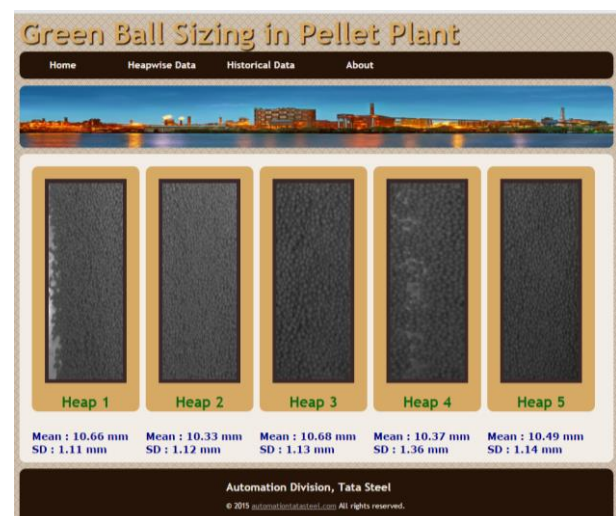 Green Ball Sizing in Pellet Plant
Home Heapwise Data Historical Data About
Heap 1 Heap 2 Heap 3 Heap 4 Heap 5
Mean : 10.66 mm Mean : 10.33 mm Mean : 10.68 mm Mean : 10.37 mm Mean : 10.49 mm
SD : 1.11 mm SD : 1.12 mm SD : 1.13 mm SD : 1.36 mm SD : 1.14 mm
Automation Division, Tata Steel
© 2015 automationtatasteel.com All rights reserved.